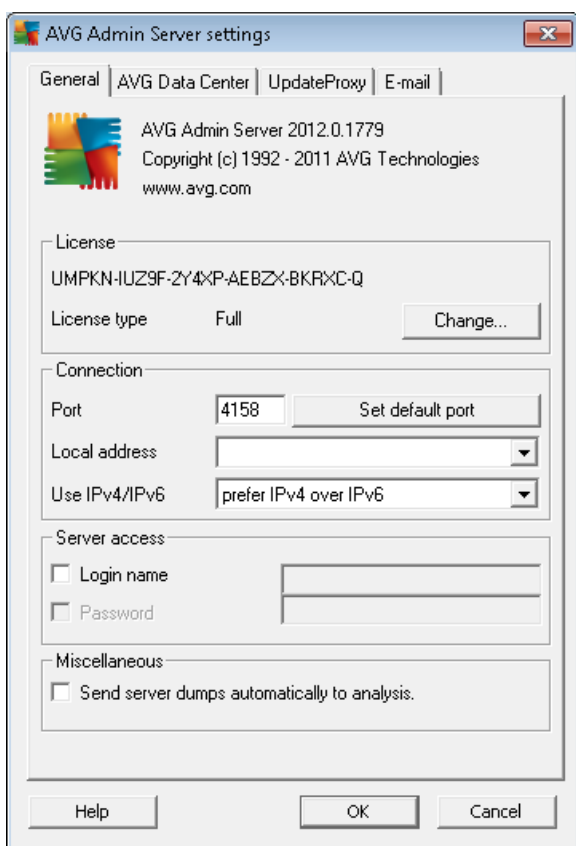 AVG Admin Server settings
General AVG Data Center UpdateProxy E-mail
AVG Admin Server 2012.0.1779
Copyright (c) 1992 - 2011 AVG Technologies
www.avg.com
License
UMPKN-IUZ9F-2Y4XP-AEBZX-BKRXC-Q
License type Full Change...
Connection
Port 4158 Set default port
Local address
Use IPv4/IPv6 prefer IPv4 over IPv6
Server access
Login name
Password
Miscellaneous
Send server dumps automatically to analysis.
Help OK Cancel